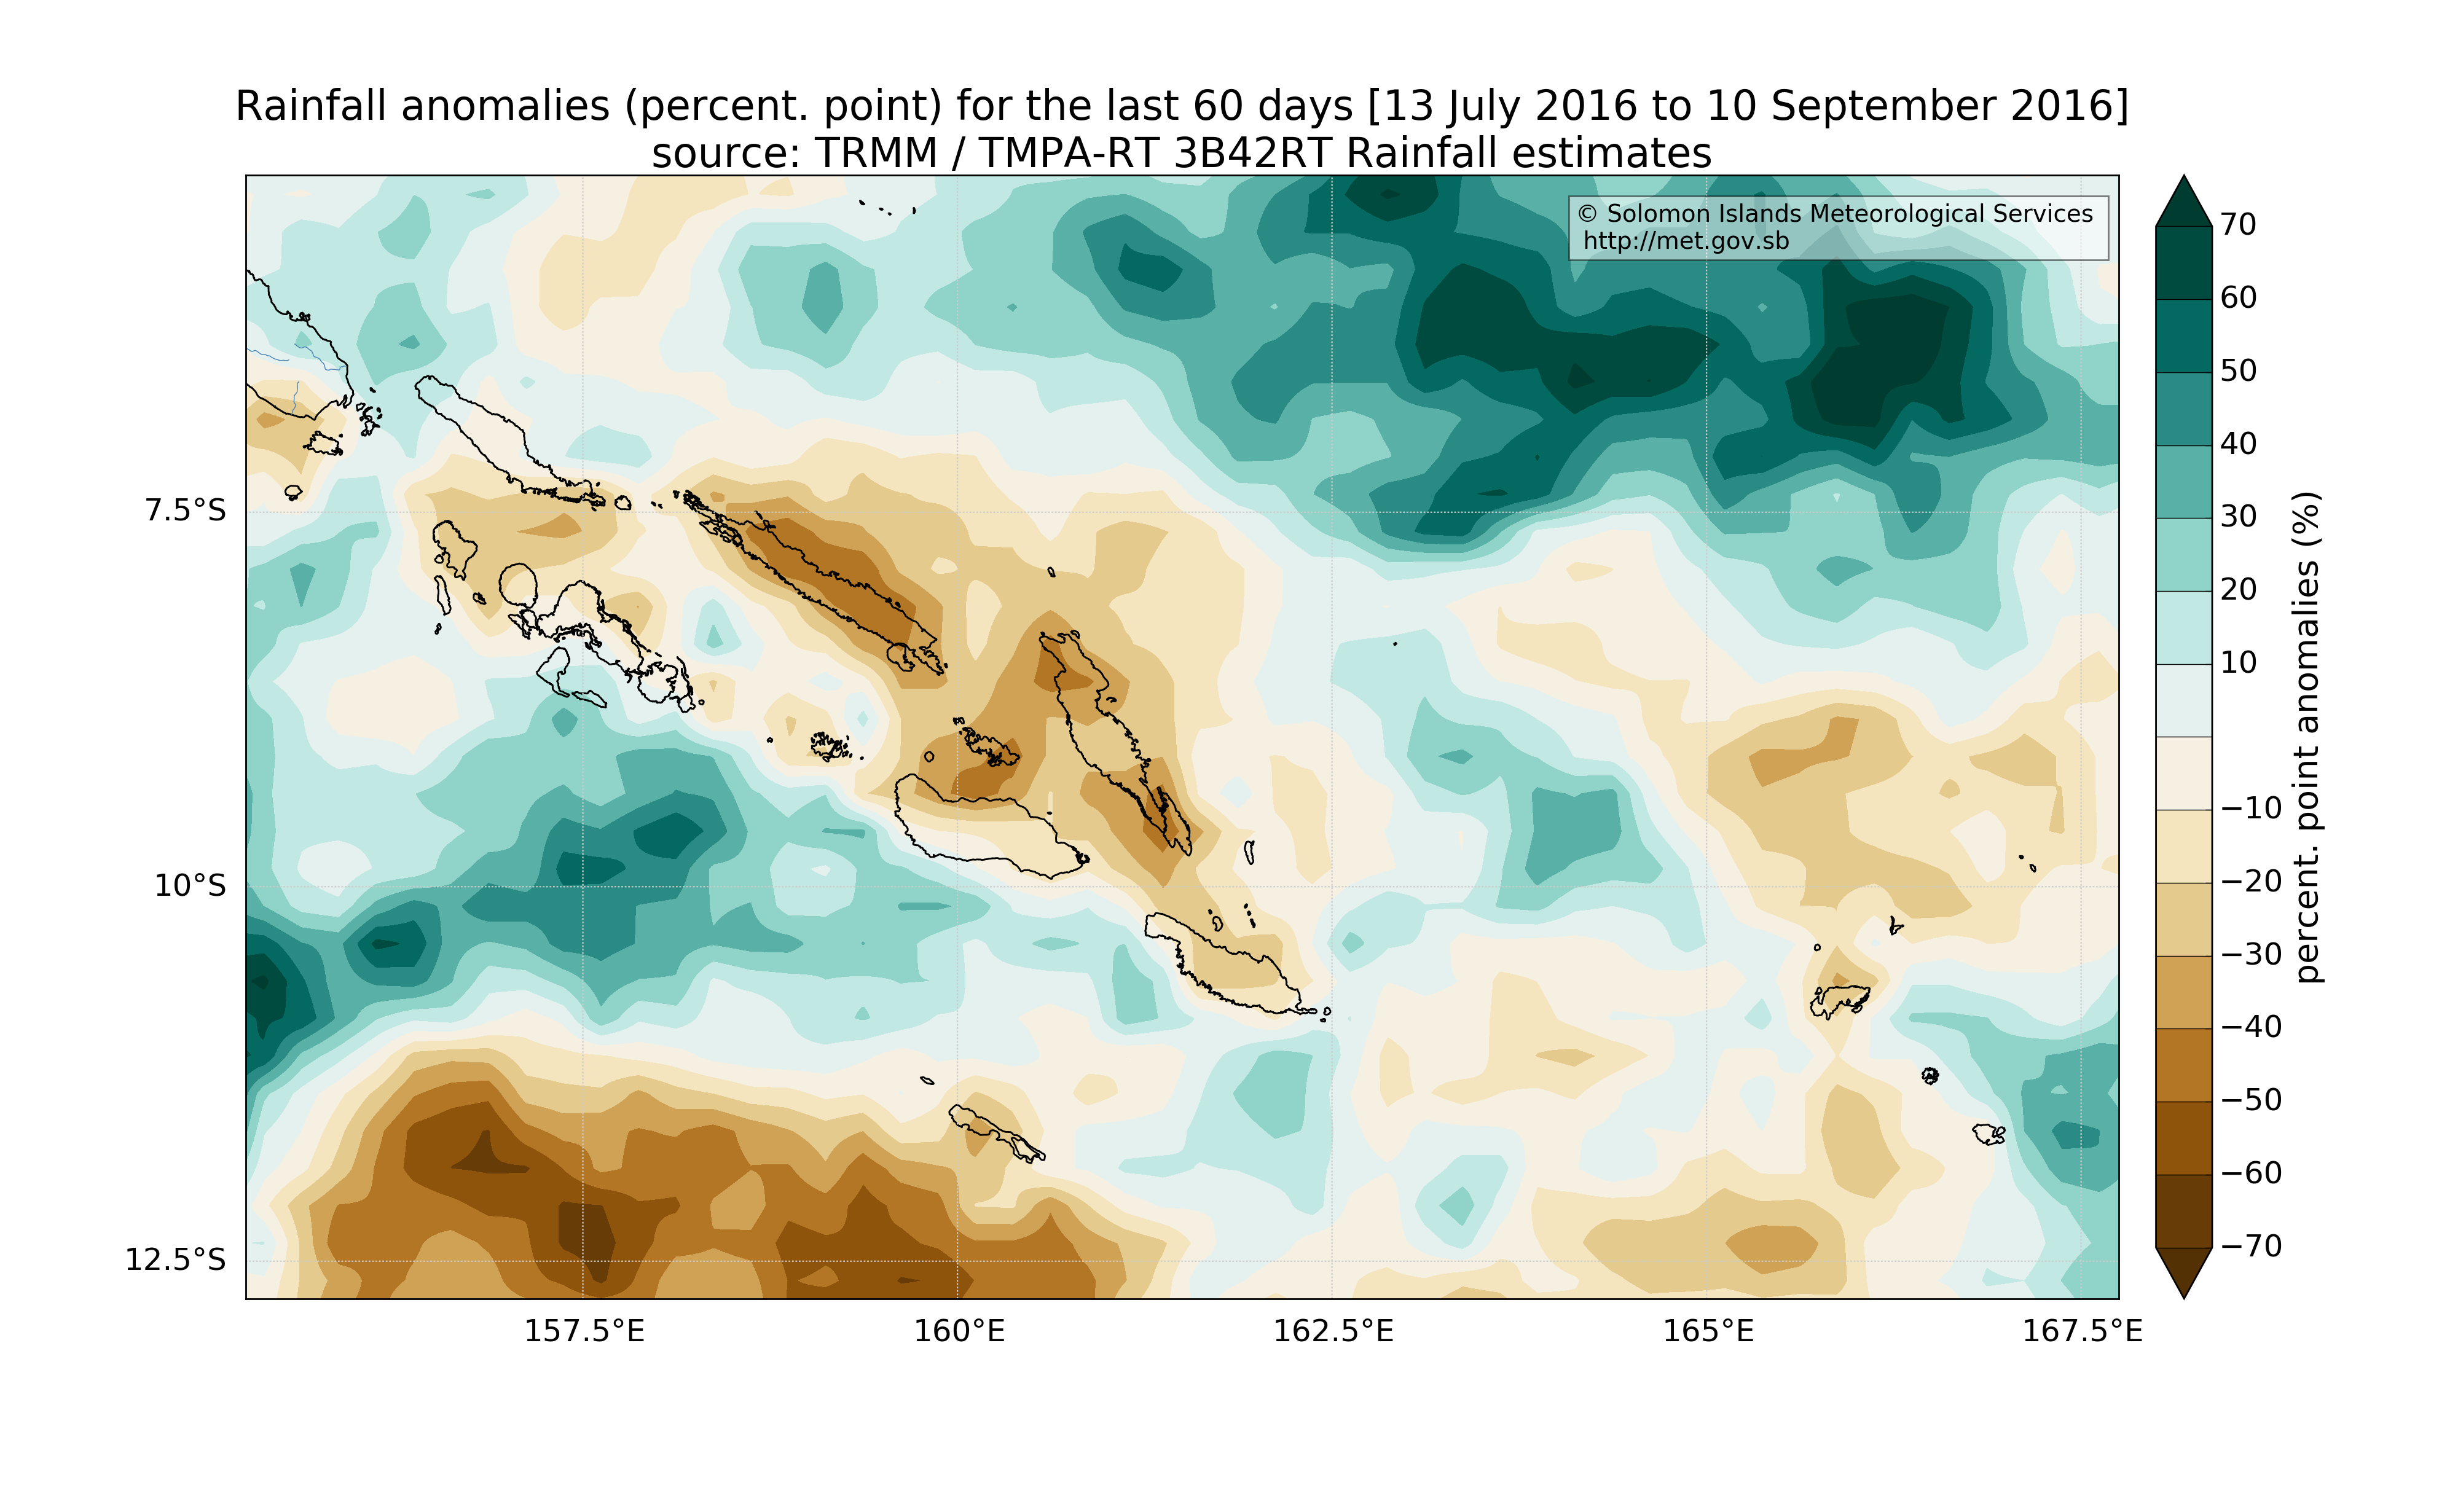 Rainfall anomalies (percent. point) for the last 60 days [13 July 2016 to 10 September 2016]
source: TRMM / TMPA-RT 3B42RT Rainfall estimates
© Solomon Islands Meteorological Services
http://met.gov.sb
7.5°S
10°S
12.5°S
157.5°E
160°E
162.5°E
165°E
167.5°E
70
60
50
40
30
20
10
−10
−20
−30
−40
−50
−60
−70
percent. point anomalies (%)